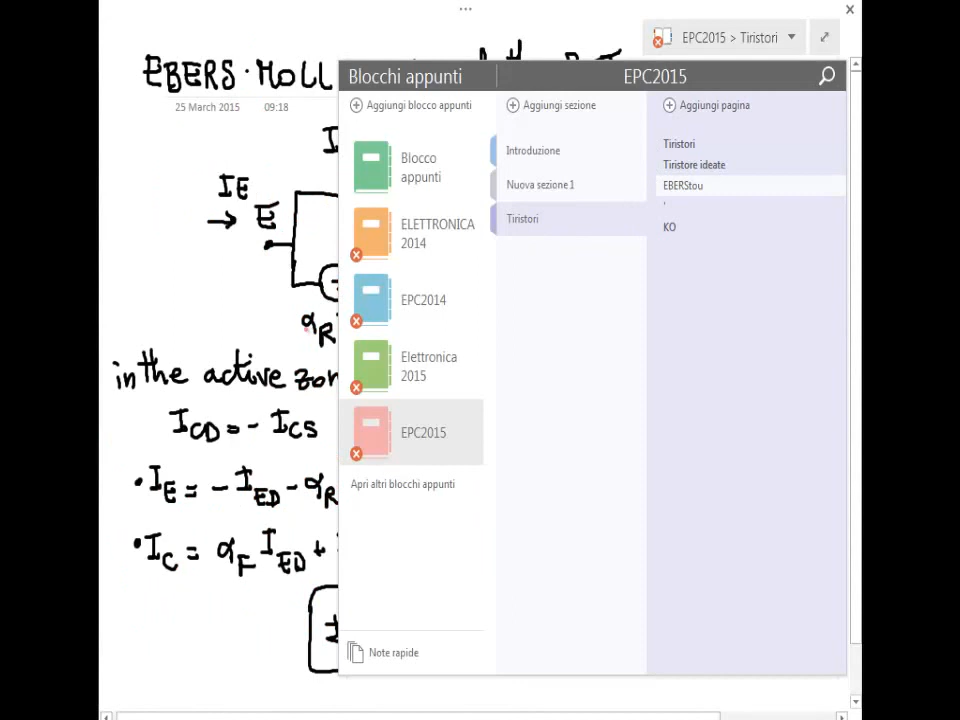 EPC2015 > Tiristori
EBERS·MOLL
25 March 2015 09:18
Blocchi appunti
EPC2015
Aggiungi blocco appunti
Aggiungi sezione
Aggiungi pagina
Blocco appunti
ELETTRONICA 2014
EPC2014
Elettronica 2015
EPC2015
Apri altri blocchi appunti
Note rapide
Introduzione
Nuova sezione 1
Tiristori
Tiristori
Tiristore ideate
EBERStou
'
KO
IE
E
αR
in the active zon
ICD = - ICS
·IE = - IED - αR
·IC = αF IED +